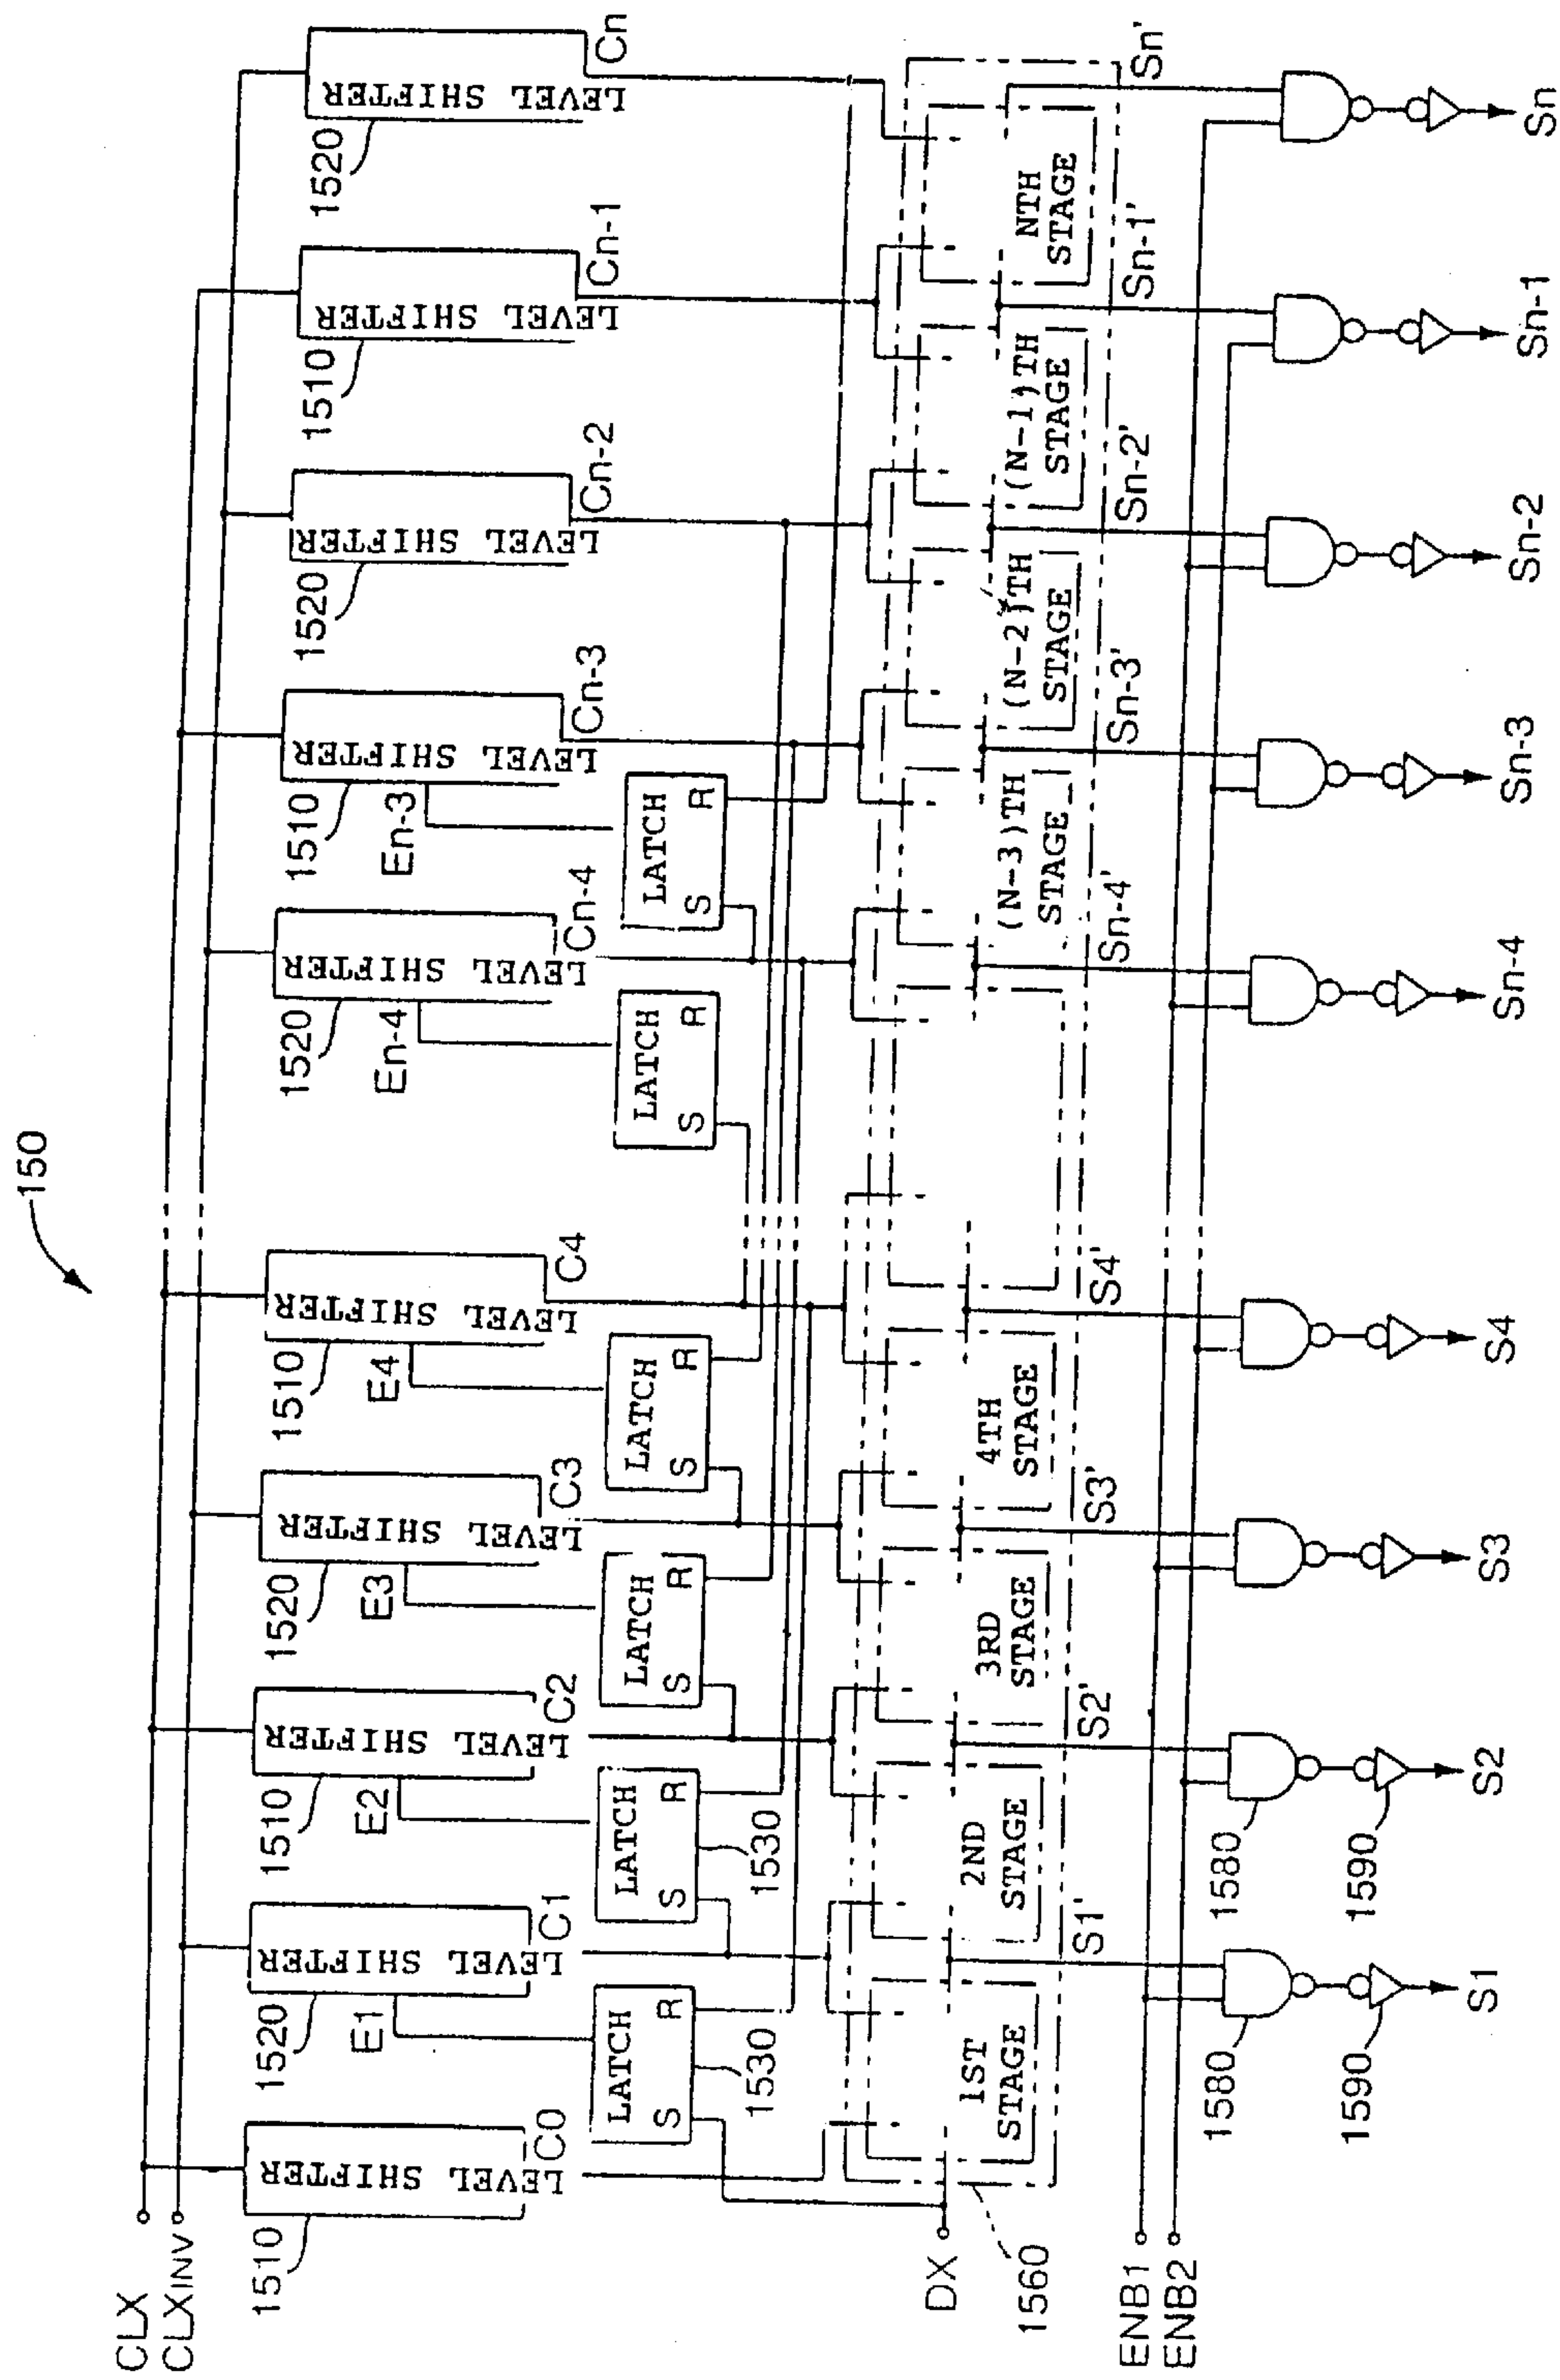 150
CLX
CLXINV
1510
1520
1510
1520
1510
1520
1510
1520
1510
1520
LEVEL SHIFTER
LEVEL SHIFTER
LEVEL SHIFTER
LEVEL SHIFTER
LEVEL SHIFTER
LEVEL SHIFTER
LEVEL SHIFTER
LEVEL SHIFTER
LEVEL SHIFTER
LEVEL SHIFTER
C0
C1
C2
C3
C4
Cn-4
Cn-3
Cn-2
Cn-1
Cn
E1
E2
E3
E4
En-4
En-3
LATCH
S R
LATCH
S R
LATCH
S R
LATCH
S R
LATCH
S R
LATCH
S R
1530
1530
DX
1560
1ST
STAGE
2ND
STAGE
3RD
STAGE
4TH
STAGE
(N-3)TH
STAGE
(N-2)TH
STAGE
(N-1)TH
STAGE
NTH
STAGE
S1'
S2'
S3'
S4'
Sn-4'
Sn-3'
Sn-2'
Sn-1'
Sn'
ENB1
ENB2
1580
1580
1590
1590
S1
S2
S3
S4
Sn-4
Sn-3
Sn-2
Sn-1
Sn